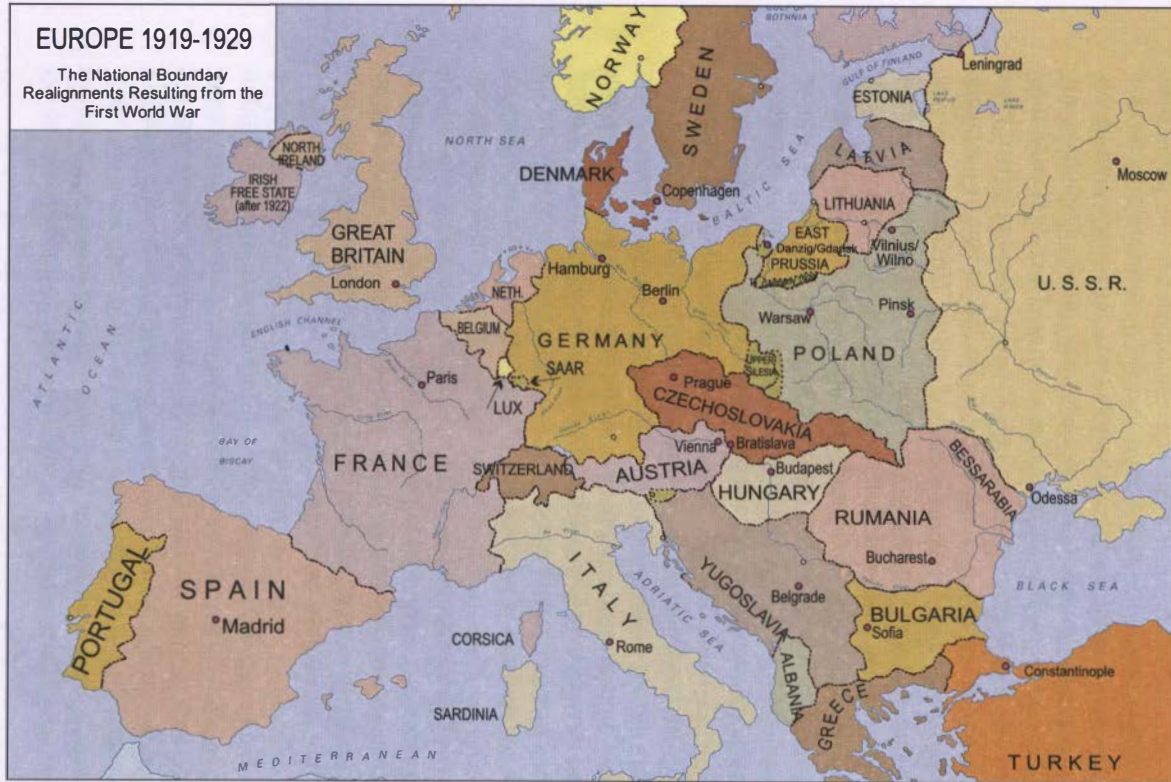 EUROPE 1919-1929
The National Boundary
Realignments Resulting from the
First World War
GULF OF
BOTHNIA
NORWAY
SWEDEN
GULF OF FINLAND
Leningrad
ESTONIA
NORTH SEA
BALTIC SEA
LATVIA
Moscow
NORTH
IRELAND
IRISH
FREE STATE
(after 1922)
DENMARK
Copenhagen
LITHUANIA
EAST
PRUSSIA
Danzig/Gdansk
Vilnius/
Wilno
GREAT
BRITAIN
London
Hamburg
NETH.
Berlin
U.S.S.R.
Warsaw
Pinsk
ATLANTIC
OCEAN
ENGLISH CHANNEL
BELGIUM
GERMANY
POLAND
UPPER
SILESIA
SAAR
LUX
Paris
Prague
CZECHOSLOVAKIA
BAY OF
BISCAY
FRANCE
SWITZERLAND
Vienna
Bratislava
AUSTRIA
Budapest
HUNGARY
BESSARABIA
Odessa
RUMANIA
Bucharest
PORTUGAL
SPAIN
Madrid
ITALY
ADRIATIC SEA
YUGOSLAVIA
Belgrade
BLACK SEA
BULGARIA
Sofia
CORSICA
Rome
ALBANIA
Constantinople
GREECE
SARDINIA
MEDITERRANEAN
TURKEY